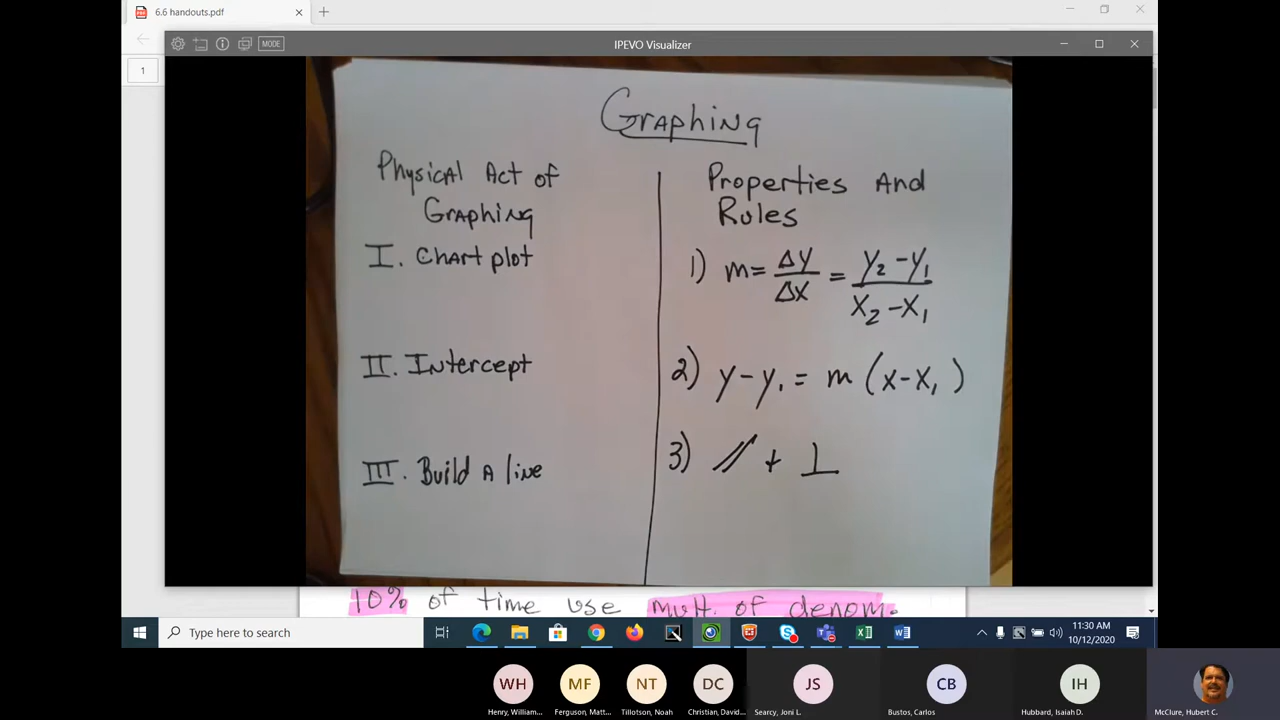 6.6 handouts.pdf
MODE
IPEVO Visualizer
1
Graphing
Physical Act of
Graphing
I. Chart plot
II. Intercept
III. Build A line
Properties And
Rules
1) m = Δy/Δx = y₂ - y₁/x₂ - x₁
2) y - y₁ = m (x - x₁ )
3) // + ⊥
10% of time use mult. of denom.
Type here to search
11:30 AM
10/12/2020
WH
MF
NT
DC
JS
CB
IH
Henry, William...
Ferguson, Matt...
Tillotson, Noah
Christian, David...
Searcy, Joni L.
Bustos, Carlos
Hubbard, Isaiah D.
McClure, Hubert C.